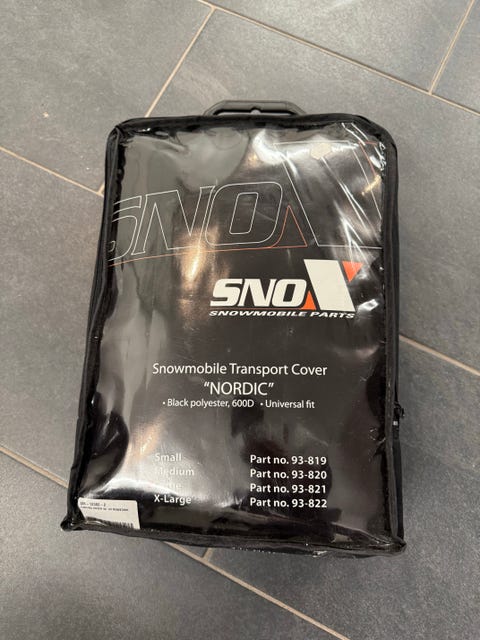 SNOX
SNOX
SNOWMOBILE PARTS
Snowmobile Transport Cover
"NORDIC"
• Black polyester, 600D • Universal fit
Small Part no. 93-819
Medium Part no. 93-820
Part no. 93-821
X-Large Part no. 93-822